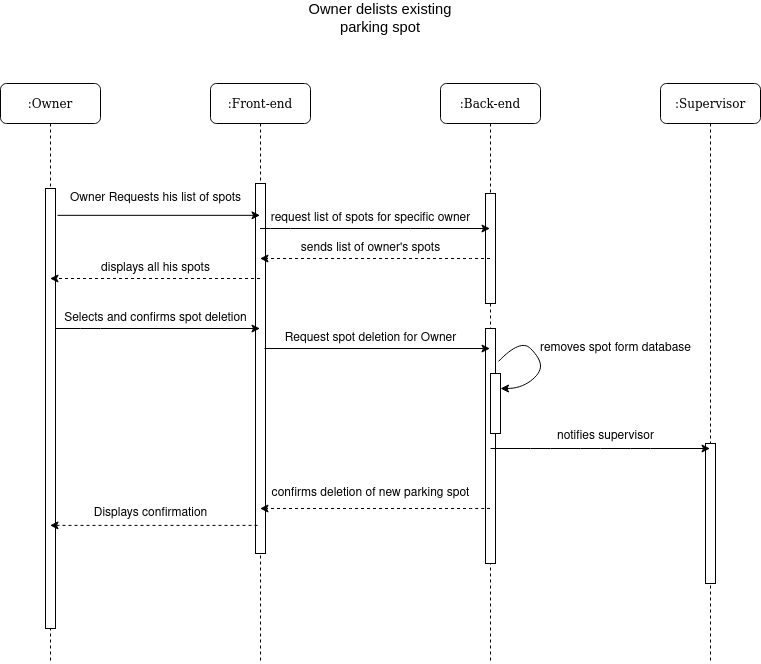 Owner delists existing
parking spot
:Owner
:Front-end
:Back-end
:Supervisor
Owner Requests his list of spots
request list of spots for specific owner
sends list of owner's spots
displays all his spots
Selects and confirms spot deletion
Request spot deletion for Owner
removes spot form database
notifies supervisor
confirms deletion of new parking spot
Displays confirmation